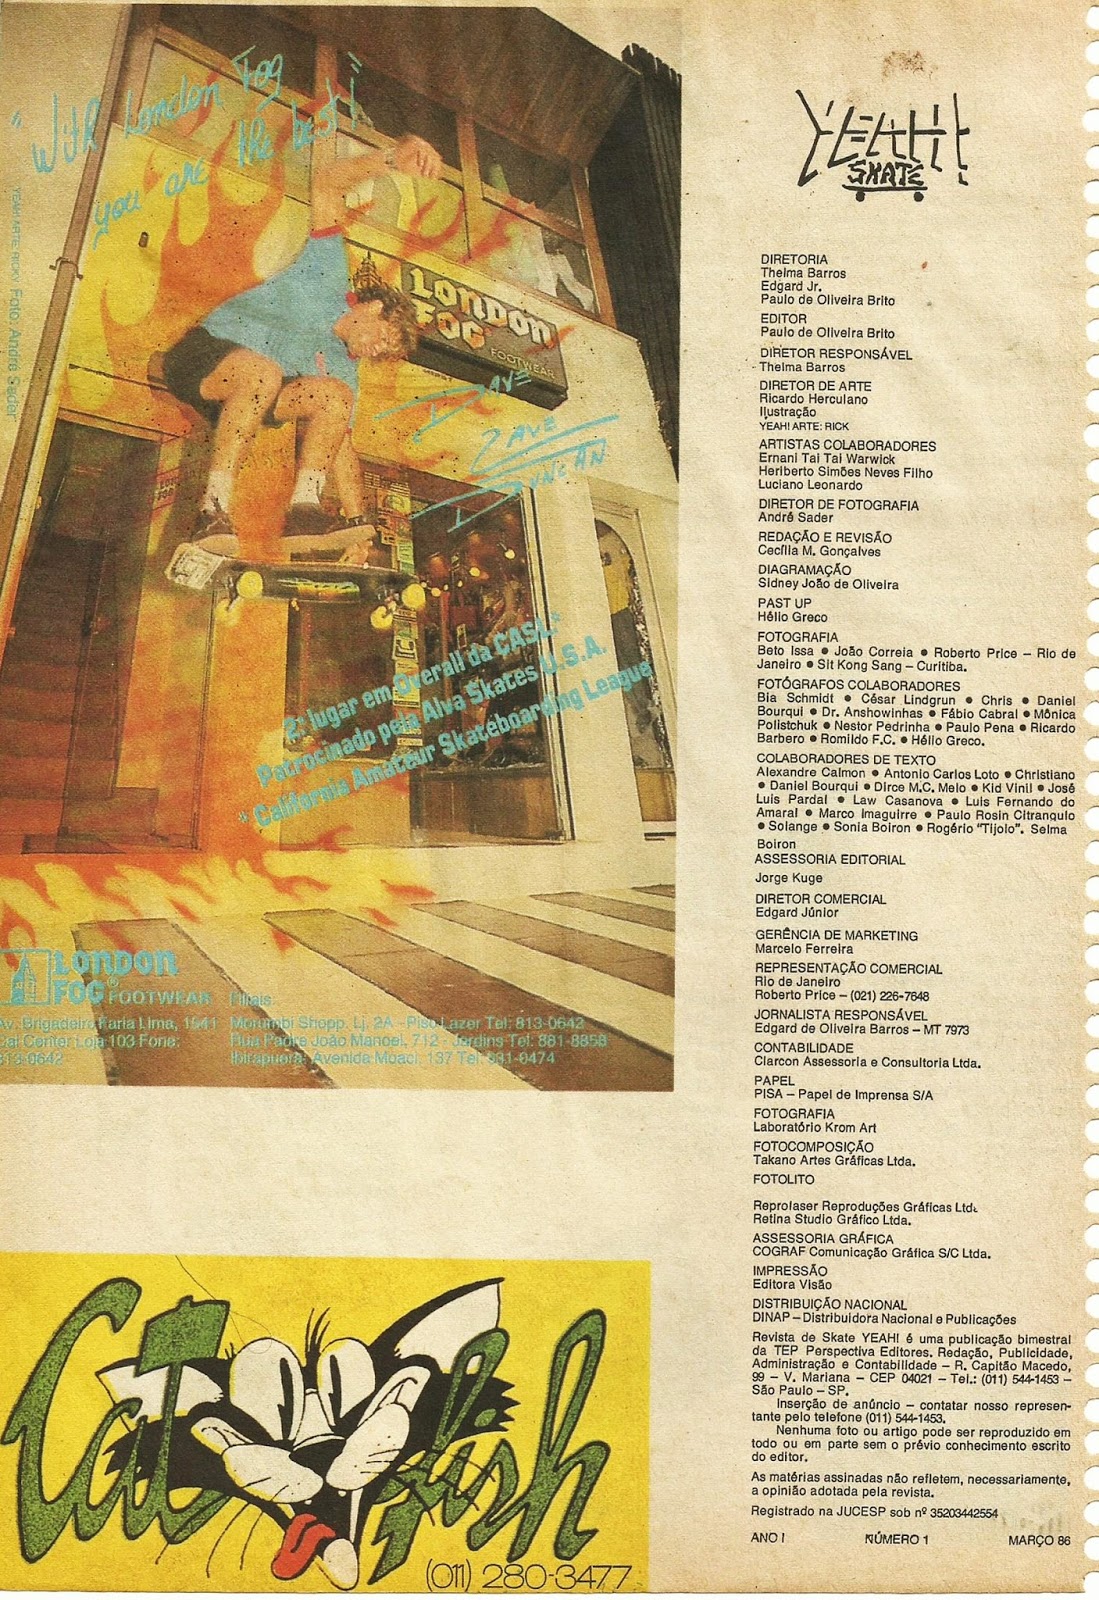 "With London Fog
you are the best!"
YEAH! ARTE: RICKY Foto: André Sader
LONDON
FOG
FOOTWEAR
DAVE
DUNCAN
2º lugar em Overall da CASL*
Patrocinado pela Alva Skates U.S.A.
* California Amateur Skateboarding League
LONDON
FOG® FOOTWEAR
Av. Brigadeiro Faria Lima, 1541
Cal Center Loja 103 Fone:
813-0642
Filiais:
Morumbi Shopp. Lj. 2A - Piso Lazer Tel: 813-0642
Rua Padre João Manoel, 712 - Jardins Tel: 881-8858
Ibirapuera: Avenida Moaci, 137 Tel: 531-0474
Cat fish
(011) 280-3477
YEAH!
SKATE
DIRETORIA
Thelma Barros
Edgard Jr.
Paulo de Oliveira Brito
EDITOR
Paulo de Oliveira Brito
DIRETOR RESPONSÁVEL
Thelma Barros
DIRETOR DE ARTE
Ricardo Herculano
Ilustração
YEAH! ARTE: RICK
ARTISTAS COLABORADORES
Ernani Tai Tai Warwick
Heriberto Simões Neves Filho
Luciano Leonardo
DIRETOR DE FOTOGRAFIA
André Sader
REDAÇÃO E REVISÃO
Cecília M. Gonçalves
DIAGRAMAÇÃO
Sidney João de Oliveira
PAST UP
Hélio Greco
FOTOGRAFIA
Beto Issa ● João Correia ● Roberto Price – Rio de
Janeiro ● Sit Kong Sang – Curitiba.
FOTÓGRAFOS COLABORADORES
Bia Schmidt ● César Lindgrun ● Chris ● Daniel
Bourqui ● Dr. Anshowinhas ● Fábio Cabral ● Mônica
Polistchuk ● Nestor Pedrinha ● Paulo Pena ● Ricardo
Barbero ● Romildo F.C. ● Hélio Greco.
COLABORADORES DE TEXTO
Alexandre Calmon ● Antonio Carlos Loto ● Christiano
● Daniel Bourqui ● Dirce M.C. Melo ● Kid Vinil ● José
Luis Pardal ● Law Casanova ● Luis Fernando do
Amaral ● Marco Imaguirre ● Paulo Rosin Citrangulo
● Solange ● Sonia Boiron ● Rogério "Tijolo". Selma
Boiron
ASSESSORIA EDITORIAL
Jorge Kuge
DIRETOR COMERCIAL
Edgard Júnior
GERÊNCIA DE MARKETING
Marcelo Ferreira
REPRESENTAÇÃO COMERCIAL
Rio de Janeiro
Roberto Price – (021) 226-7648
JORNALISTA RESPONSÁVEL
Edgard de Oliveira Barros – MT 7973
CONTABILIDADE
Clarcon Assessoria e Consultoria Ltda.
PAPEL
PISA – Papel de Imprensa S/A
FOTOGRAFIA
Laboratório Krom Art
FOTOCOMPOSIÇÃO
Takano Artes Gráficas Ltda.
FOTOLITO
Reprolaser Reproduções Gráficas Ltda
Retina Studio Gráfico Ltda.
ASSESSORIA GRÁFICA
COGRAF Comunicação Gráfica S/C Ltda.
IMPRESSÃO
Editora Visão
DISTRIBUIÇÃO NACIONAL
DINAP – Distribuidora Nacional e Publicações
Revista de Skate YEAH! é uma publicação bimestral
da TEP Perspectiva Editores. Redação, Publicidade,
Administração e Contabilidade – R. Capitão Macedo,
99 – V. Mariana – CEP 04021 – Tel.: (011) 544-1453 –
São Paulo – SP.
Inserção de anúncio – contatar nosso represen-
tante pelo telefone (011) 544-1453.
Nenhuma foto ou artigo pode ser reproduzido em
todo ou em parte sem o prévio conhecimento escrito
do editor.
As matérias assinadas não refletem, necessariamente,
a opinião adotada pela revista.
Registrado na JUCESP sob nº 35203442554
ANO I NÚMERO 1 MARÇO 86